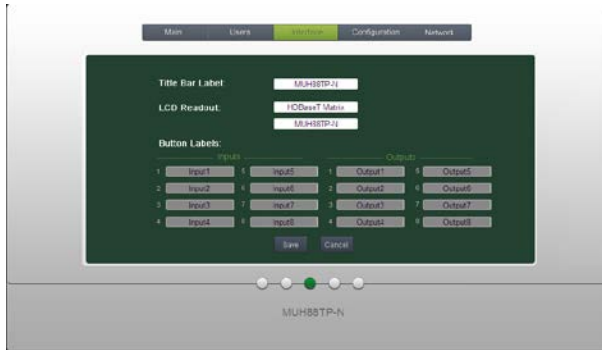 Main Users Interface Configuration Network
Title Bar Label: MUH88TP-N
LCD Readout: HDBaseT Matrix
MUH88TP-N
Button Labels:
Inputs Outputs
1 Input1 5 Input5 1 Output1 5 Output5
2 Input2 6 Input6 2 Output2 6 Output6
3 Input3 7 Input7 3 Output3 7 Output7
4 Input4 8 Input8 4 Output4 8 Output8
Save Cancel
MUH88TP-N